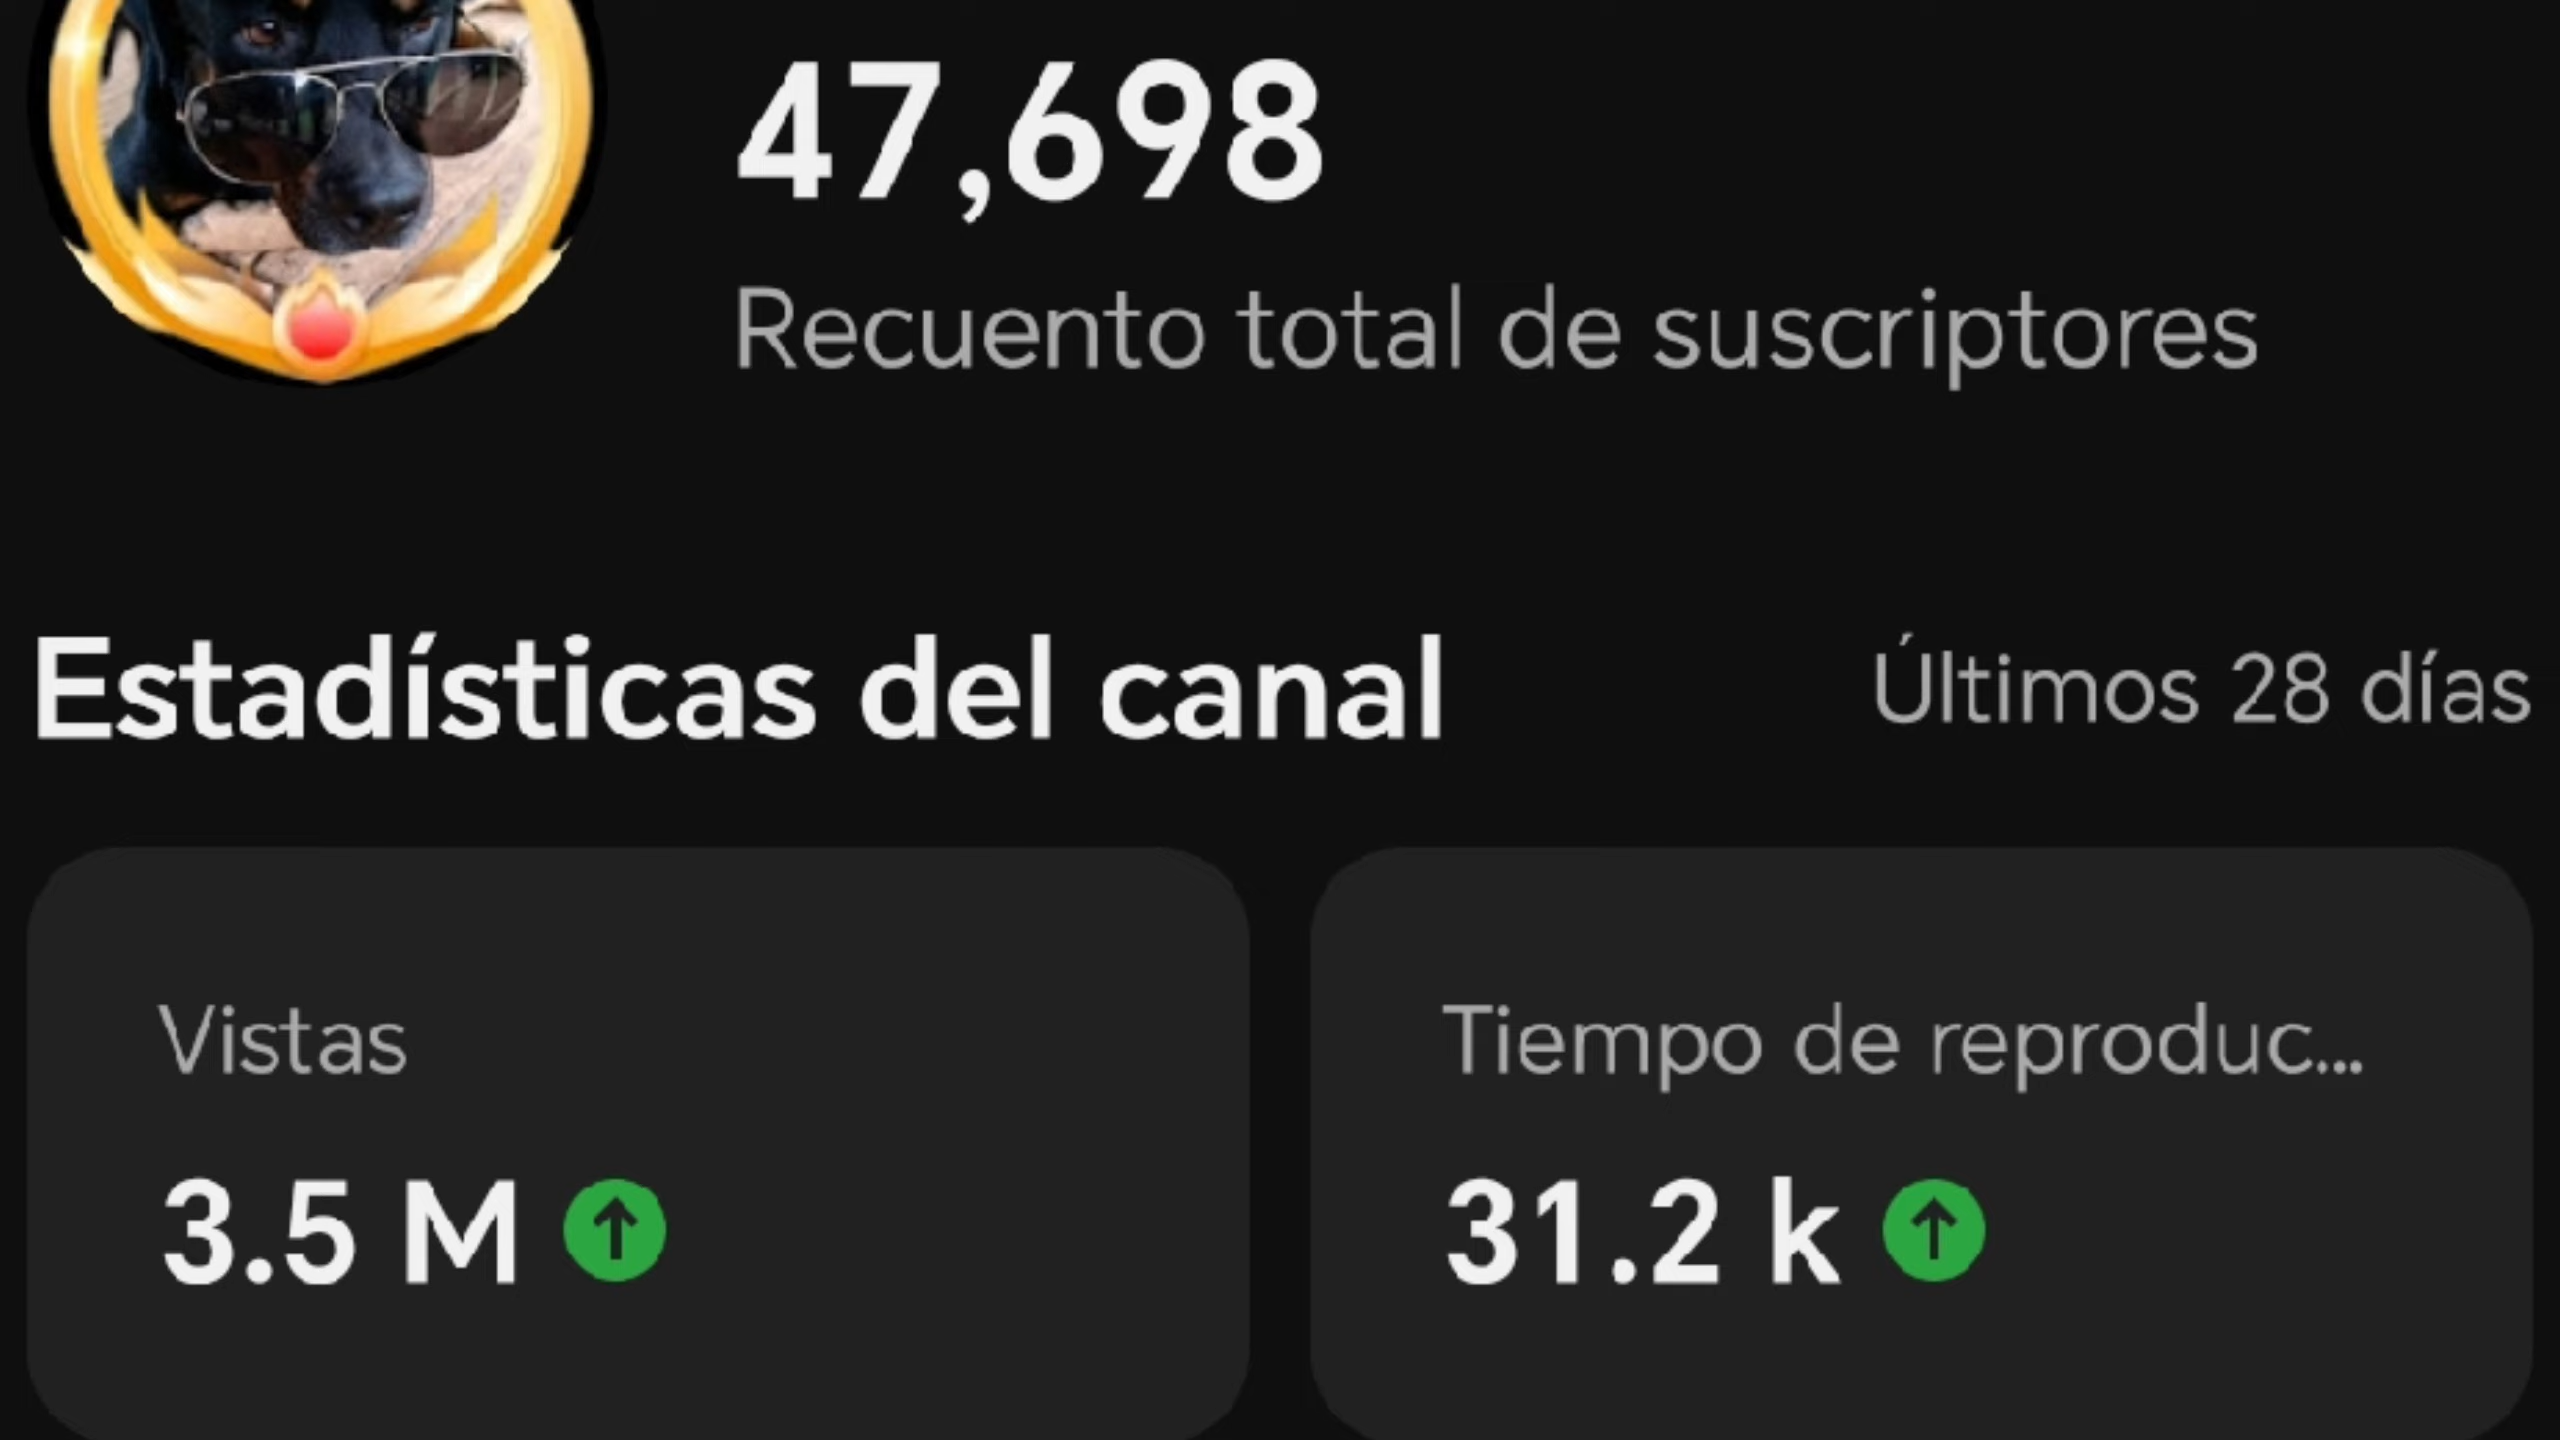 47,698
Recuento total de suscriptores
Estadísticas del canal
Últimos 28 días
Vistas
Tiempo de reproduc...
3.5 M
31.2 k